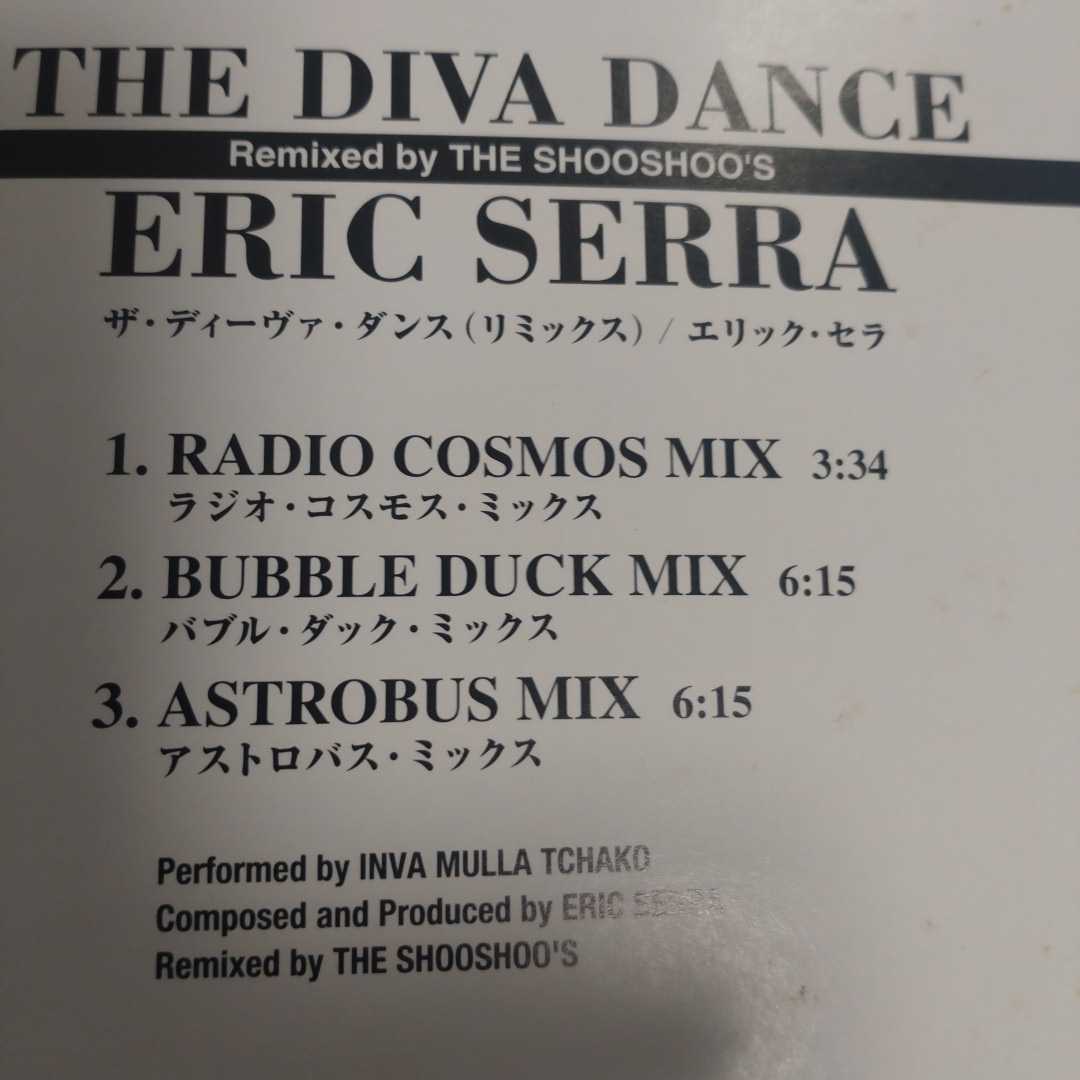 THE DIVA DANCE
Remixed by THE SHOOSHOO'S
ERIC SERRA
ザ・ディーヴァ・ダンス(リミックス) / エリック・セラ
1. RADIO COSMOS MIX 3:34
ラジオ・コスモス・ミックス
2. BUBBLE DUCK MIX 6:15
バブル・ダック・ミックス
3. ASTROBUS MIX 6:15
アストロバス・ミックス
Performed by INVA MULLA TCHAKO
Composed and Produced by ERIC SERRA
Remixed by THE SHOOSHOO'S